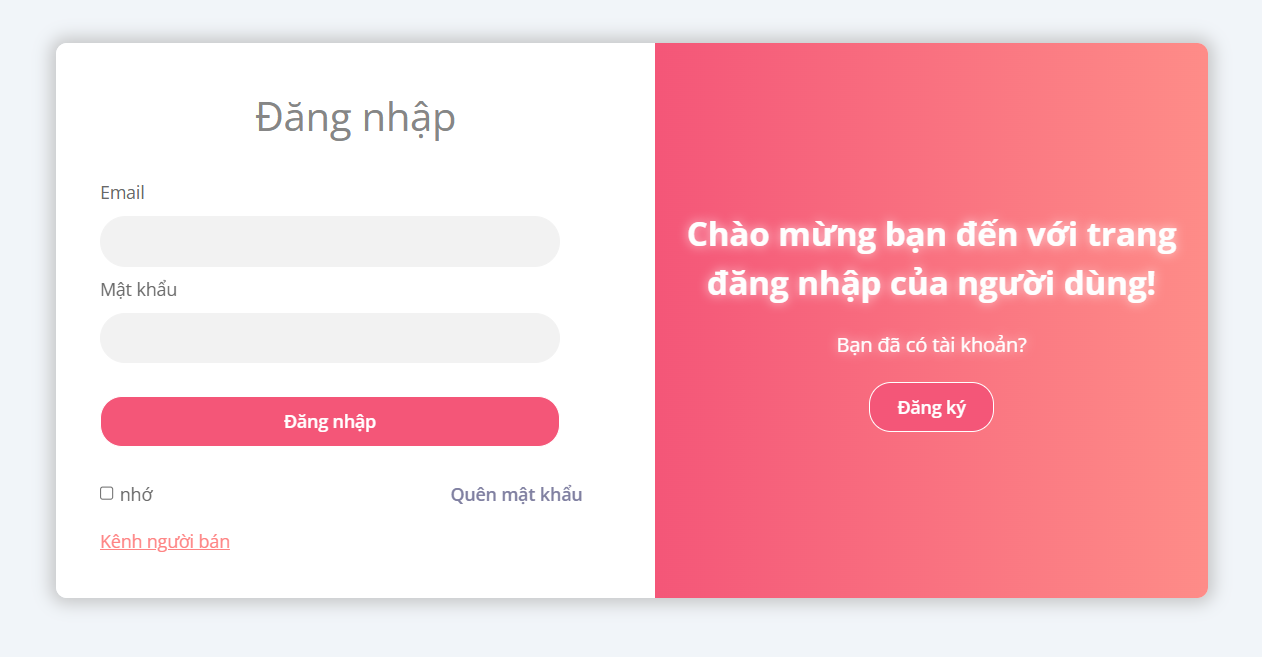 Đăng nhập
Email
Mật khẩu
Đăng nhập
nhớ
Quên mật khẩu
Kênh người bán
Chào mừng bạn đến với trang
đăng nhập của người dùng!
Bạn đã có tài khoản?
Đăng ký